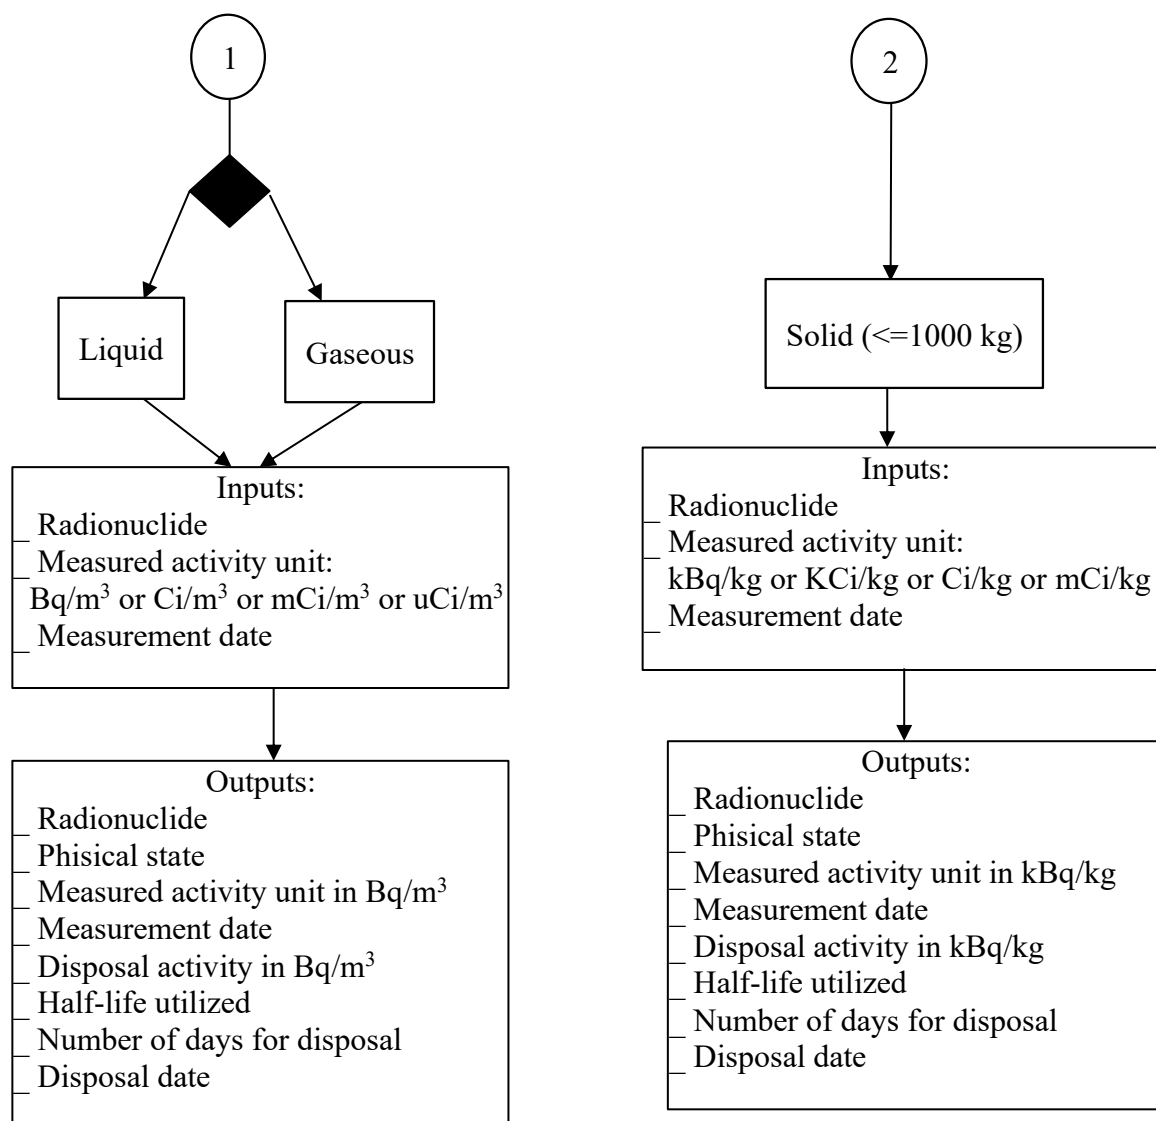 1
Liquid
Gaseous
Inputs:
_ Radionuclide
_ Measured activity unit:
Bq/m³ or Ci/m³ or mCi/m³ or uCi/m³
_ Measurement date
Outputs:
_ Radionuclide
_ Phisical state
_ Measured activity unit in Bq/m³
_ Measurement date
_ Disposal activity in Bq/m³
_ Half-life utilized
_ Number of days for disposal
_ Disposal date
2
Solid (<=1000 kg)
Inputs:
_ Radionuclide
_ Measured activity unit:
kBq/kg or KCi/kg or Ci/kg or mCi/kg
_ Measurement date
Outputs:
_ Radionuclide
_ Phisical state
_ Measured activity unit in kBq/kg
_ Measurement date
_ Disposal activity in kBq/kg
_ Half-life utilized
_ Number of days for disposal
_ Disposal date